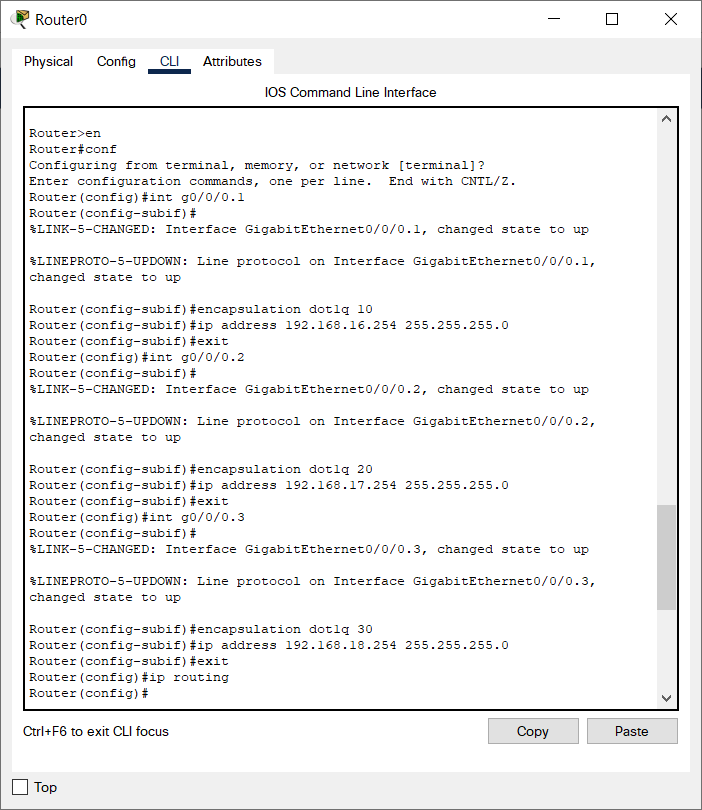 Router0
Physical Config CLI Attributes
IOS Command Line Interface
Router>en
Router#conf
Configuring from terminal, memory, or network [terminal]?
Enter configuration commands, one per line.  End with CNTL/Z.
Router(config)#int g0/0/0.1
Router(config-subif)#
%LINK-5-CHANGED: Interface GigabitEthernet0/0/0.1, changed state to up
%LINEPROTO-5-UPDOWN: Line protocol on Interface GigabitEthernet0/0/0.1,
changed state to up
Router(config-subif)#encapsulation dot1q 10
Router(config-subif)#ip address 192.168.16.254 255.255.255.0
Router(config-subif)#exit
Router(config)#int g0/0/0.2
Router(config-subif)#
%LINK-5-CHANGED: Interface GigabitEthernet0/0/0.2, changed state to up
%LINEPROTO-5-UPDOWN: Line protocol on Interface GigabitEthernet0/0/0.2,
changed state to up
Router(config-subif)#encapsulation dot1q 20
Router(config-subif)#ip address 192.168.17.254 255.255.255.0
Router(config-subif)#exit
Router(config)#int g0/0/0.3
Router(config-subif)#
%LINK-5-CHANGED: Interface GigabitEthernet0/0/0.3, changed state to up
%LINEPROTO-5-UPDOWN: Line protocol on Interface GigabitEthernet0/0/0.3,
changed state to up
Router(config-subif)#encapsulation dot1q 30
Router(config-subif)#ip address 192.168.18.254 255.255.255.0
Router(config-subif)#exit
Router(config)#ip routing
Router(config)#
Ctrl+F6 to exit CLI focus Copy Paste
Top